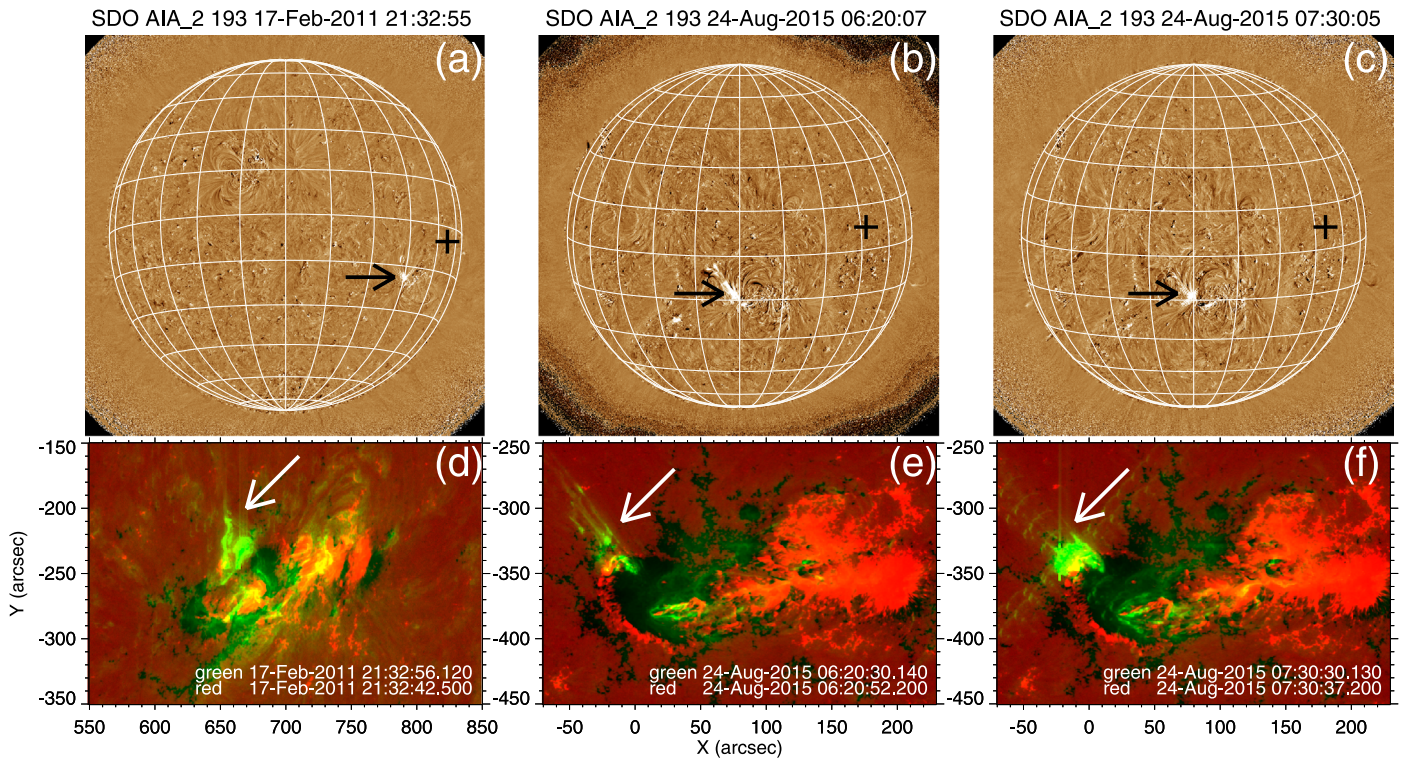 SDO AIA_2 193 17-Feb-2011 21:32:55
SDO AIA_2 193 24-Aug-2015 06:20:07
SDO AIA_2 193 24-Aug-2015 07:30:05
(a)
(b)
(c)
(d)
(e)
(f)
-150
-200
-250
-300
-350
Y (arcsec)
550 600 650 700 750 800 850
green 17-Feb-2011 21:32:56.120
red 17-Feb-2011 21:32:42.500
-250
-300
-350
-400
-450
-50 0 50 100 150 200
green 24-Aug-2015 06:20:30.140
red 24-Aug-2015 06:20:52.200
X (arcsec)
-250
-300
-350
-400
-450
-50 0 50 100 150 200
green 24-Aug-2015 07:30:30.130
red 24-Aug-2015 07:30:37.200